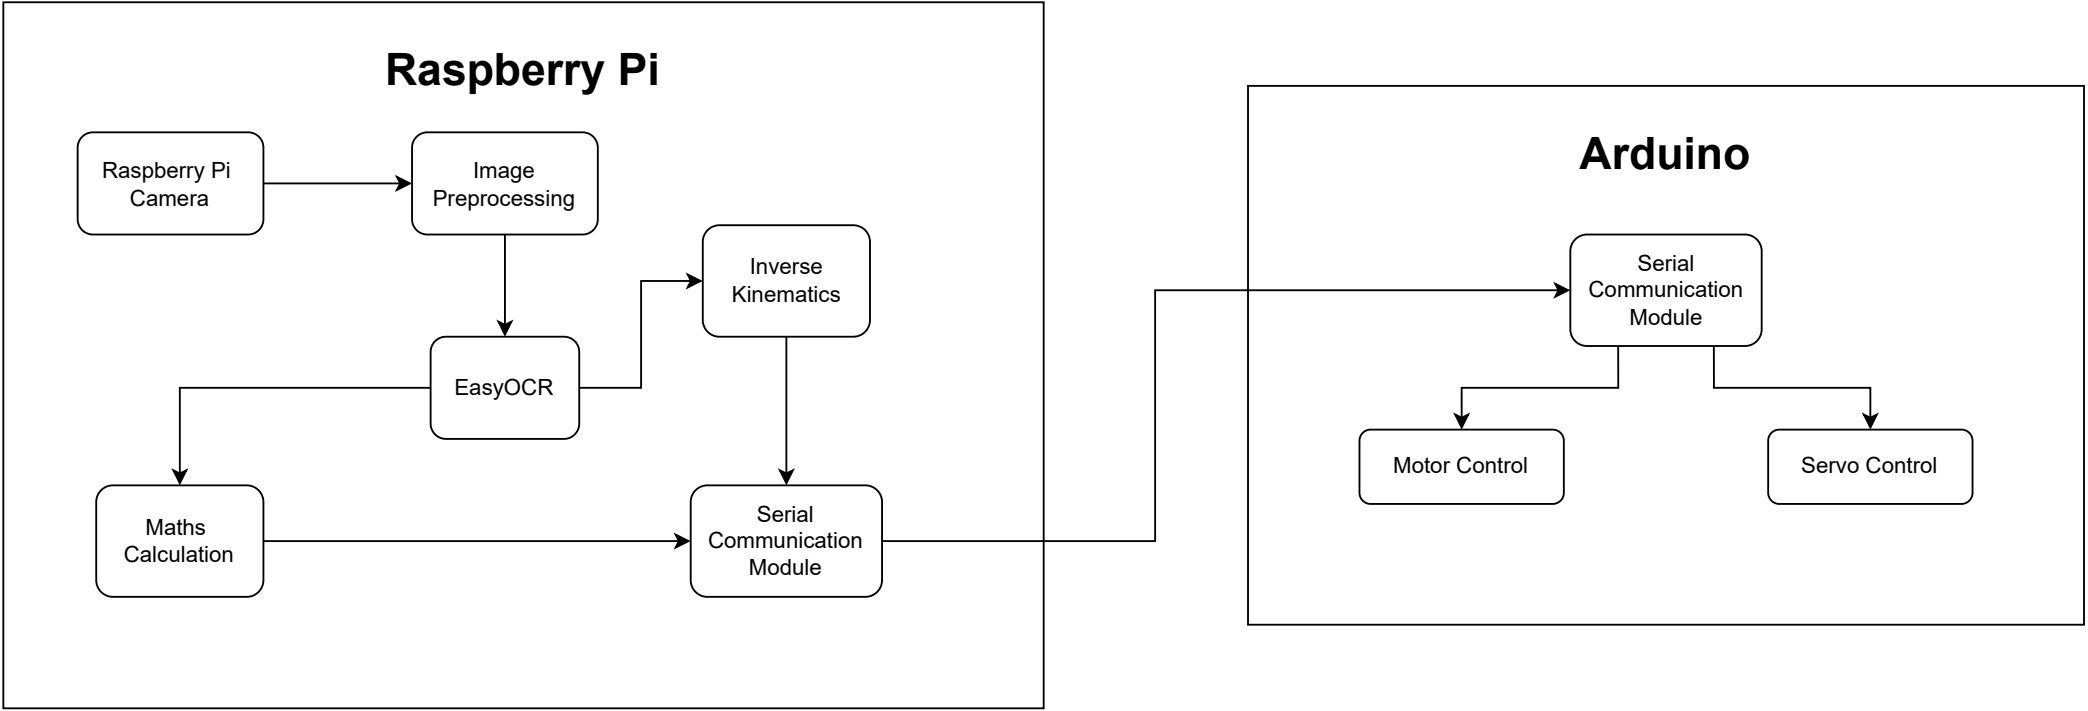 Raspberry Pi
Raspberry Pi
Camera
Image
Preprocessing
Inverse
Kinematics
EasyOCR
Maths
Calculation
Serial
Communication
Module
Arduino
Serial
Communication
Module
Motor Control
Servo Control